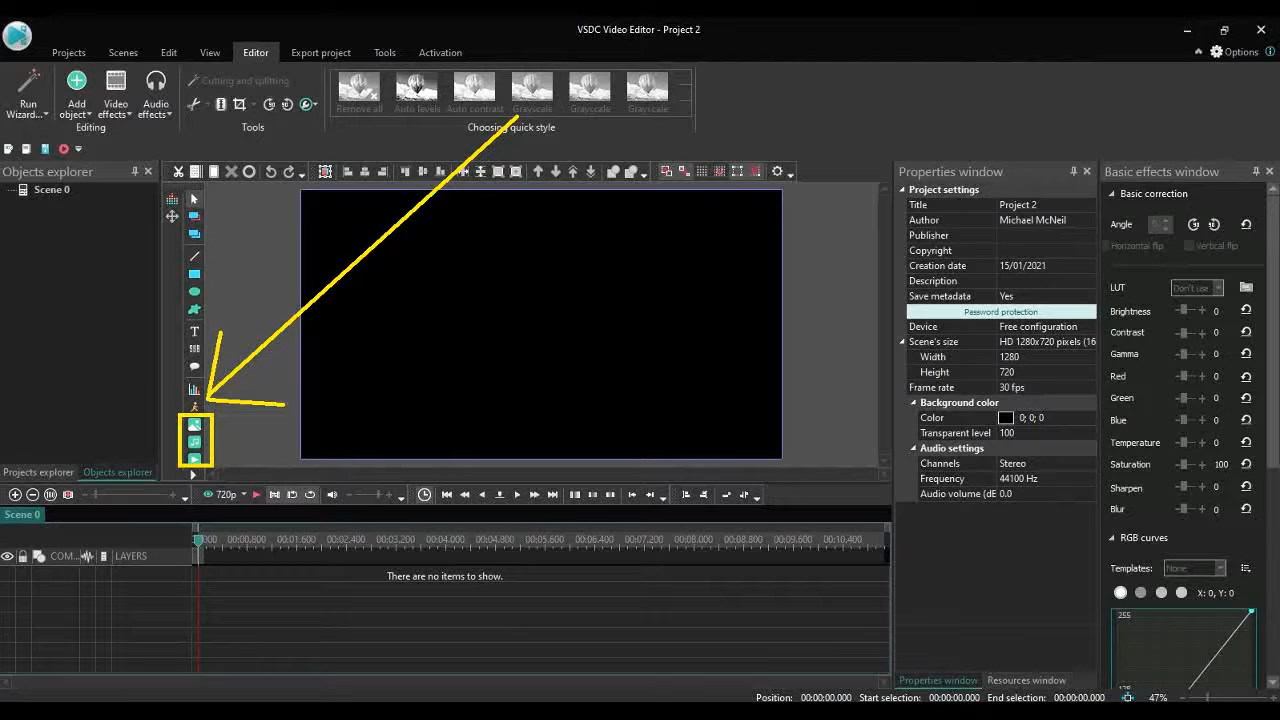 VSDC Video Editor - Project 2
Projects Scenes Edit View Editor Export project Tools Activation
Options
Run Wizard...
Add object
Video effects
Audio effects
Editing
Cutting and splitting
Tools
Remove all Auto levels Auto contrast Grayscale Grayscale Grayscale
Choosing quick style
Objects explorer
Scene 0
T
Projects explorer Objects explorer
Properties window
Project settings
Title Project 2
Author Michael McNeil
Publisher
Copyright
Creation date 15/01/2021
Description
Save metadata Yes
Password protection
Device Free configuration
Scene's size HD 1280x720 pixels (16
Width 1280
Height 720
Frame rate 30 fps
Background color
Color 0; 0; 0
Transparent level 100
Audio settings
Channels Stereo
Frequency 44100 Hz
Audio volume (dE 0.0
Properties window Resources window
Basic effects window
Basic correction
Angle
Horizontal flip Vertical flip
LUT Don't use
Brightness 0
Contrast 0
Gamma 0
Red 0
Green 0
Blue 0
Temperature 0
Saturation 100
Sharpen 0
Blur 0
RGB curves
Templates: None
X: 0, Y: 0
255
720p
Scene 0
000 00:00.800 00:01.600 00:02.400 00:03.200 00:04.000 00:04.800 00:05.600 00:06.400 00:07.200 00:08.000 00:08.800 00:09.600 00:10.400
COM... LAYERS
There are no items to show.
Position: 00:00:00.000 Start selection: 00:00:00.000 End selection: 00:00:00.000 47%